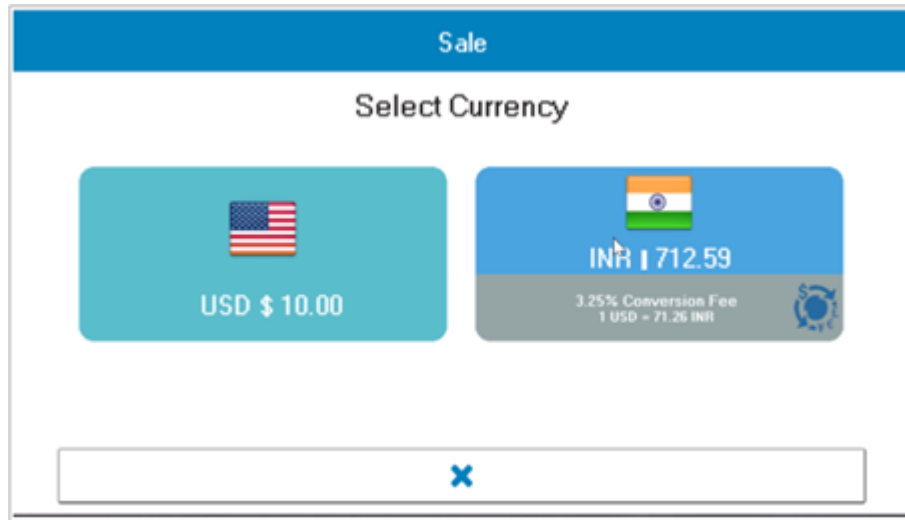 Sale
Select Currency
USD $ 10.00
INR | 712.59
3.25% Conversion Fee
1 USD = 71.26 INR